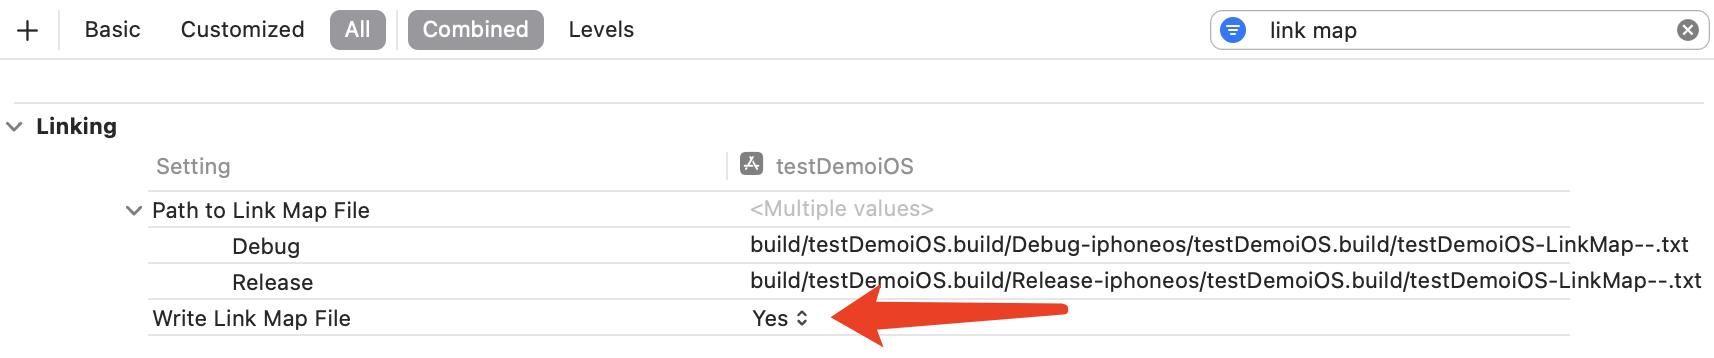 Basic Customized All Combined Levels link map
Linking
Setting testDemoiOS
Path to Link Map File <Multiple values>
Debug build/testDemoiOS.build/Debug-iphoneos/testDemoiOS.build/testDemoiOS-LinkMap--.txt
Release build/testDemoiOS.build/Release-iphoneos/testDemoiOS.build/testDemoiOS-LinkMap--.txt
Write Link Map File Yes